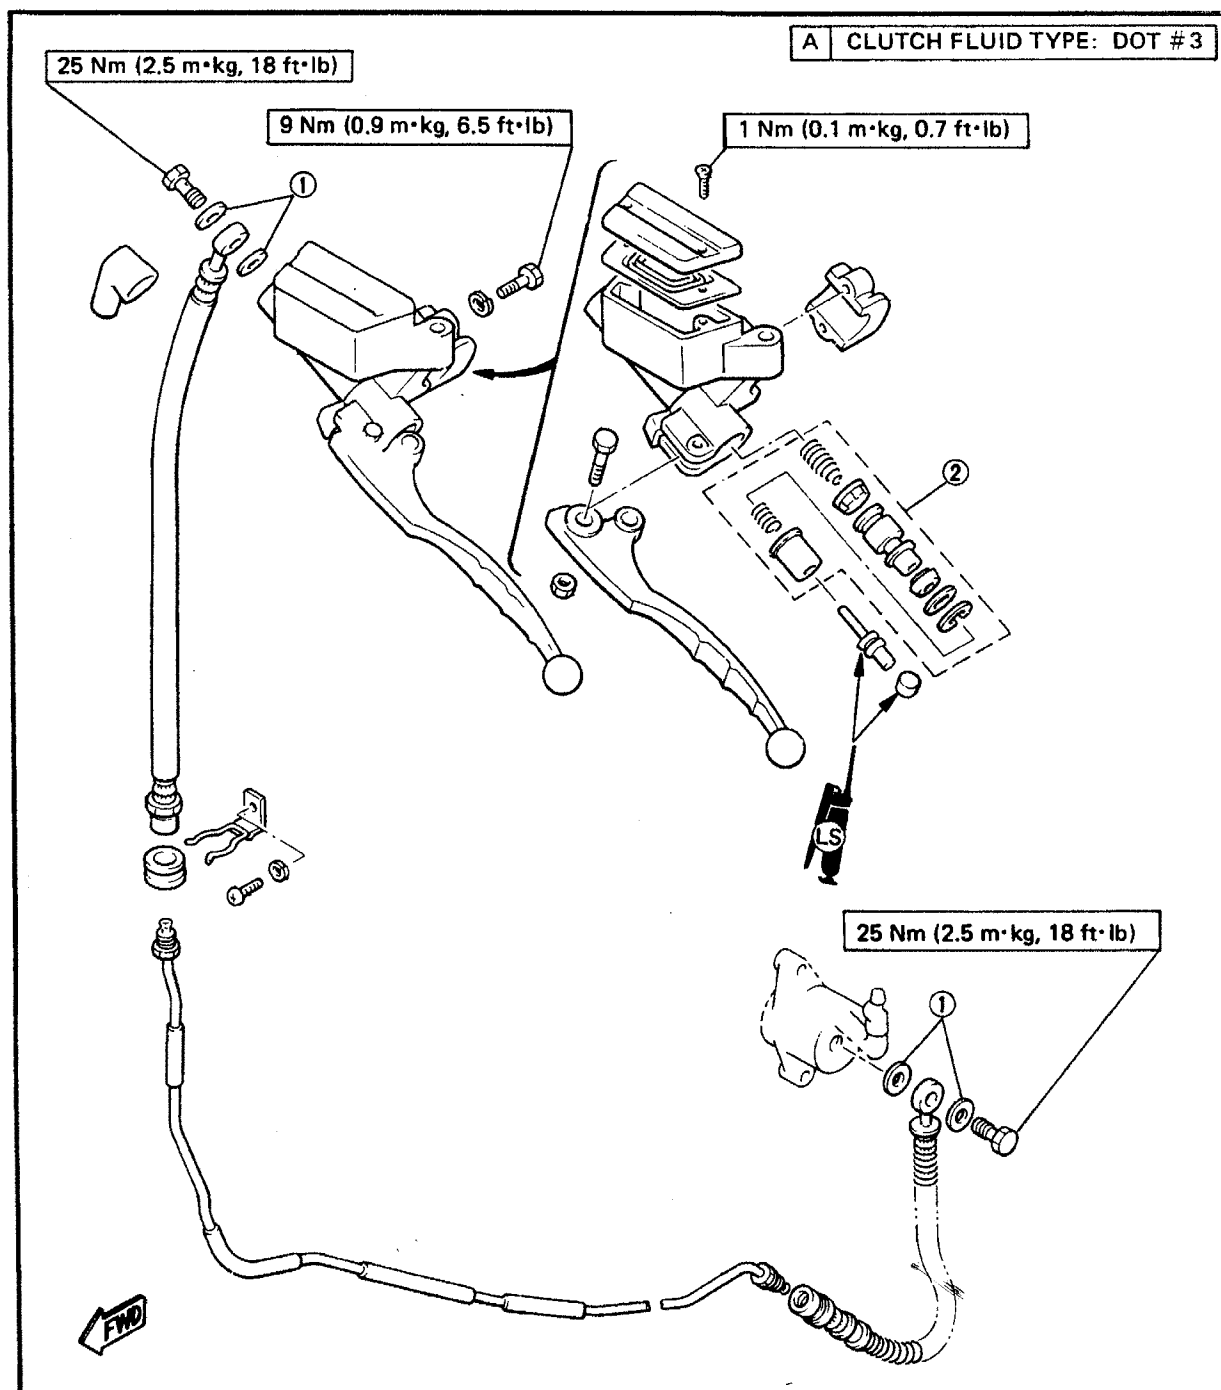 A CLUTCH FLUID TYPE: DOT #3
25 Nm (2.5 m·kg, 18 ft·lb)
9 Nm (0.9 m·kg, 6.5 ft·lb)
1 Nm (0.1 m·kg, 0.7 ft·lb)
①
②
LS
25 Nm (2.5 m·kg, 18 ft·lb)
①
FWD